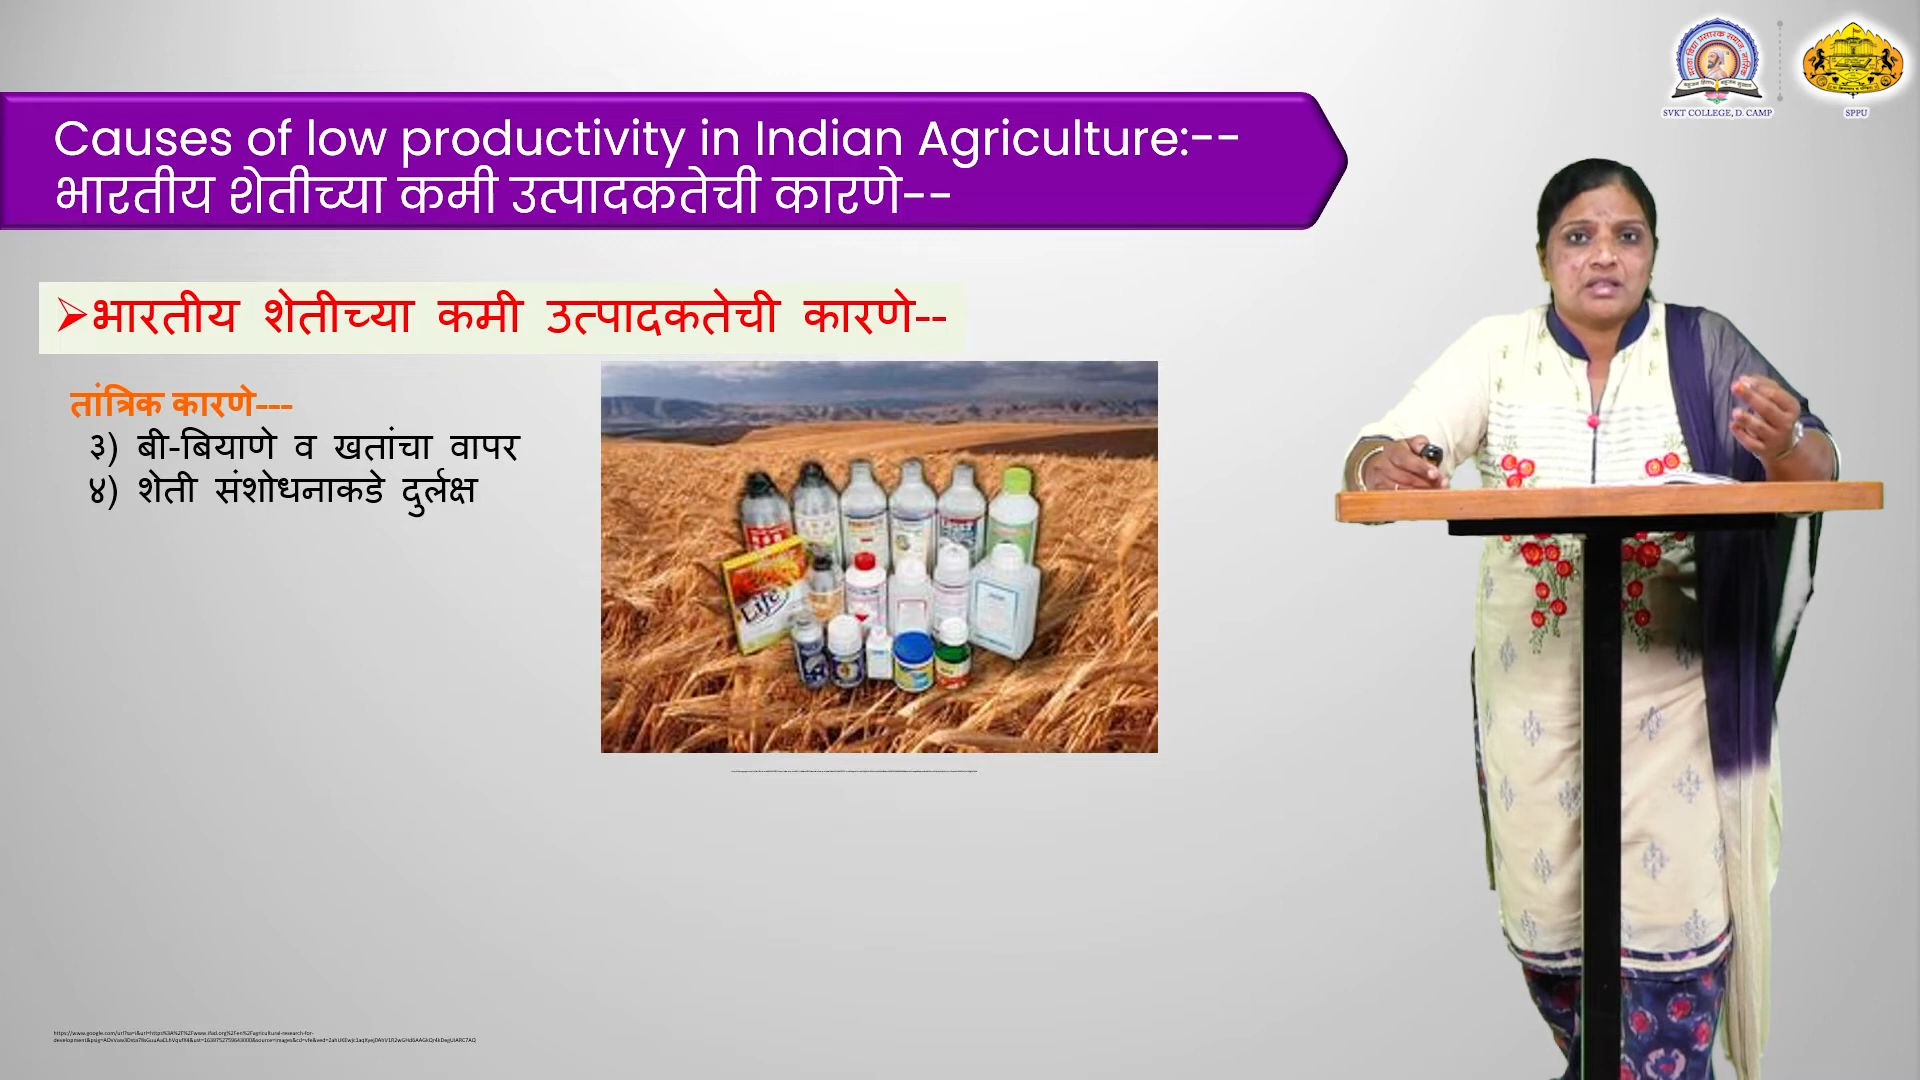 SVKT COLLEGE, D. CAMP
SPPU
Causes of low productivity in Indian Agriculture:--
भारतीय शेतीच्या कमी उत्पादकतेची कारणे--
➢भारतीय शेतीच्या कमी उत्पादकतेची कारणे--
तांत्रिक कारणे---
३) बी-बियाणे व खतांचा वापर
४) शेती संशोधनाकडे दुर्लक्ष
Life